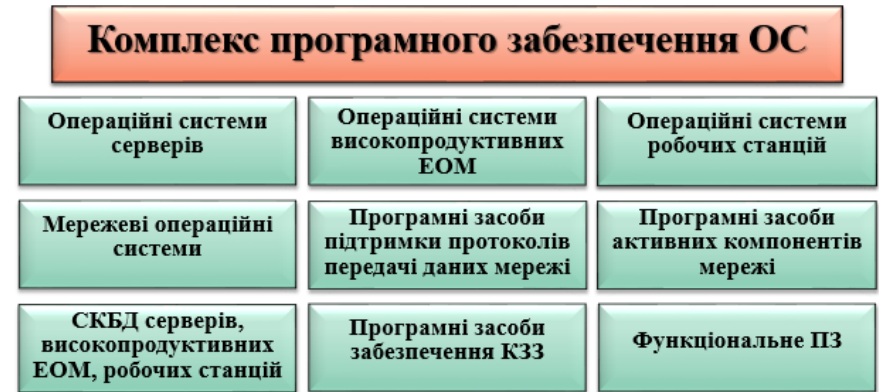 Комплекс програмного забезпечення ОС
Операційні системи
серверів
Операційні системи
високопродуктивних
ЕОМ
Операційні системи
робочих станцій
Мережеві операційні
системи
Програмні засоби
підтримки протоколів
передачі даних мережі
Програмні засоби
активних компонентів
мережі
СКБД серверів,
високопродуктивних
ЕОМ, робочих станцій
Програмні засоби
забезпечення КЗЗ
Функціональне ПЗ